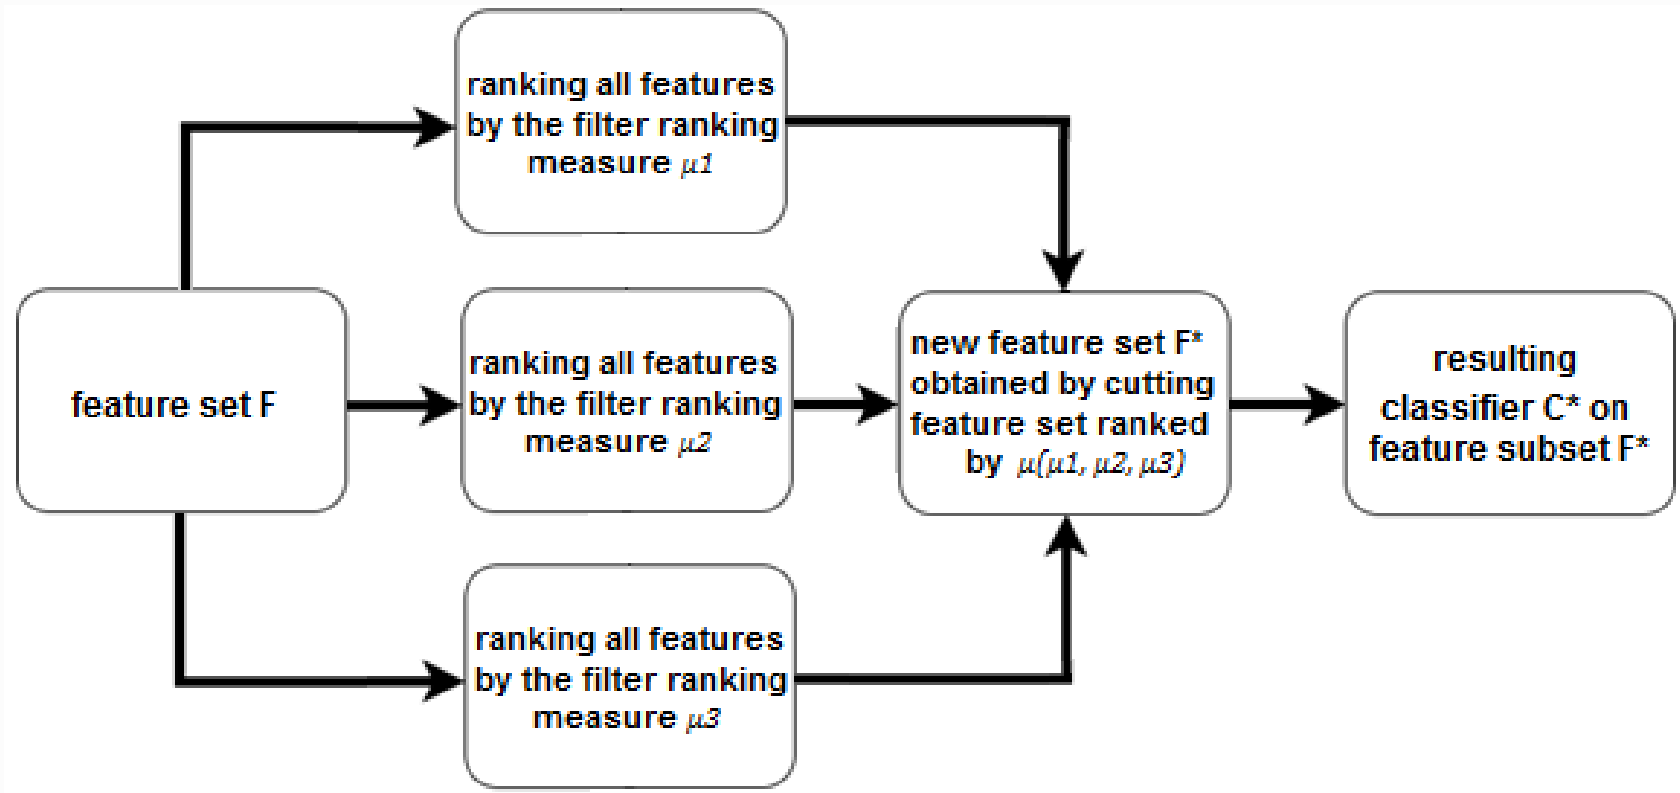 ranking all features
by the filter ranking
measure μ1
feature set F
ranking all features
by the filter ranking
measure μ2
new feature set F*
obtained by cutting
feature set ranked
by μ(μ1, μ2, μ3)
resulting
classifier C* on
feature subset F*
ranking all features
by the filter ranking
measure μ3